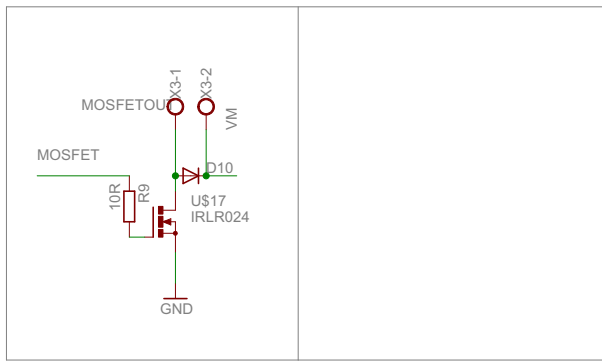 X3-1
X3-2
MOSFETOUT
VM
MOSFET
D10
10R
R9
U$17
IRLR024
GND